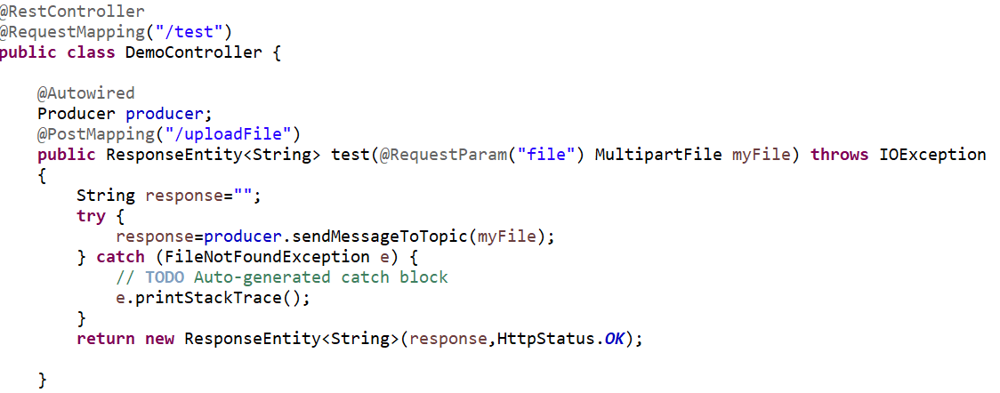 @RestController
@RequestMapping("/test")
public class DemoController {
@Autowired
Producer producer;
@PostMapping("/uploadFile")
public ResponseEntity<String> test(@RequestParam("file") MultipartFile myFile) throws IOException
{
String response="";
try {
response=producer.sendMessageToTopic(myFile);
} catch (FileNotFoundException e) {
// TODO Auto-generated catch block
e.printStackTrace();
}
return new ResponseEntity<String>(response,HttpStatus.OK);
}